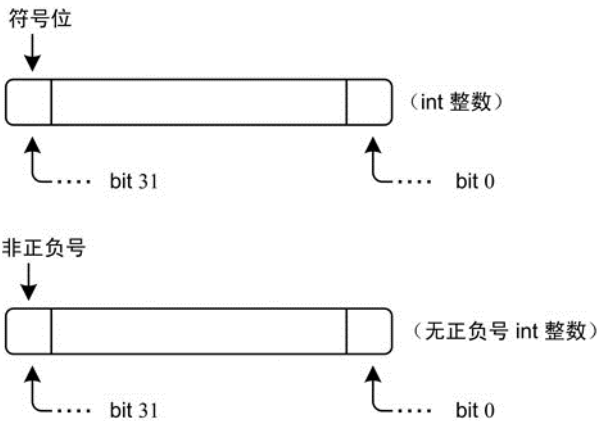 符号位
（int 整数）
bit 31 bit 0
非正负号
（无正负号 int 整数）
bit 31 bit 0